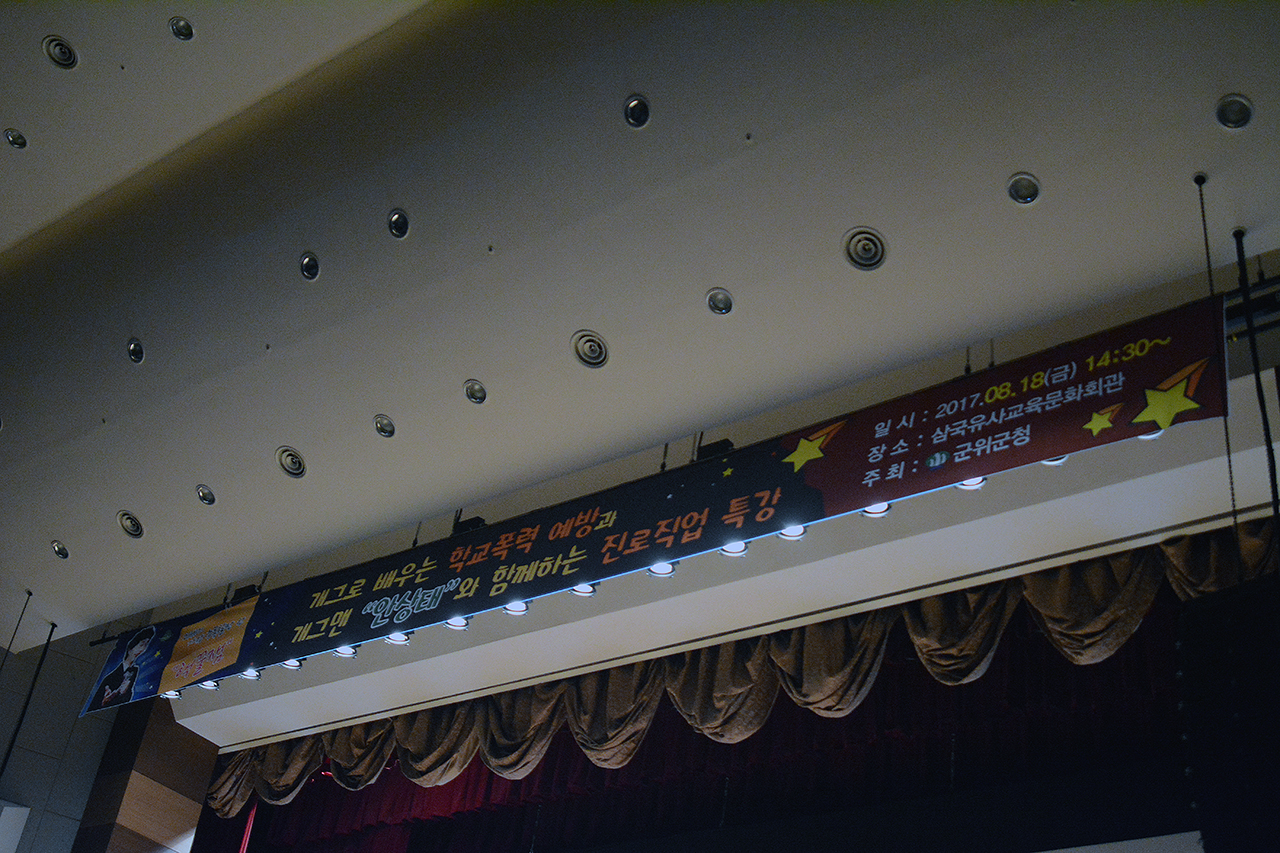 개그로 배우는 학교폭력 예방과
개그맨 “안상태”와 함께하는 진로직업 특강
일 시 : 2017.08.18(금) 14:30~
장 소 : 삼국유사교육문화회관
주 최 : 군위군청